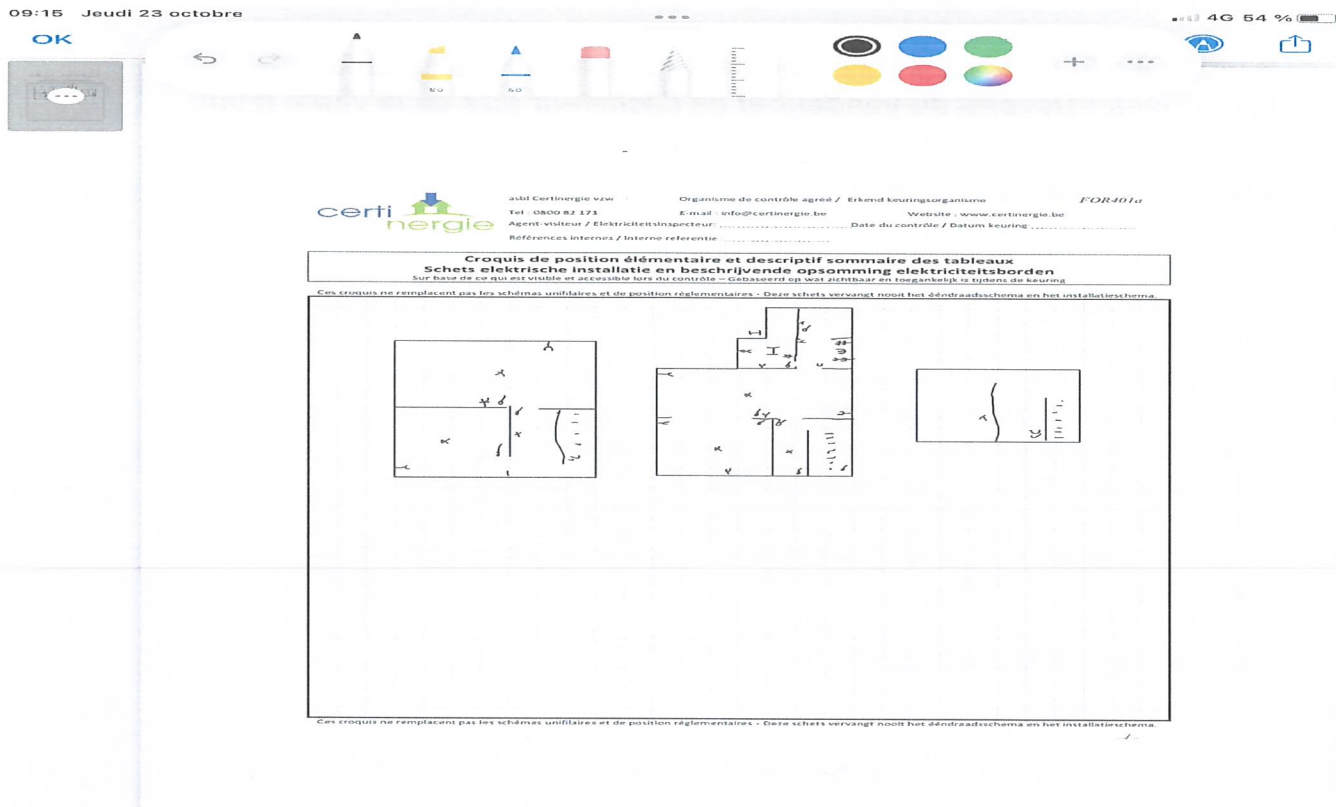 09:15 Jeudi 23 octobre
4G 54 %
OK
80
50
certi
nergie
asbl Certinergie vzw
Organisme de contrôle agréé / Erkend keuringsorganisme
FOR401a
Tel : 0800 82 171
E-mail : info@certinergie.be
Website : www.certinergie.be
Agent-visiteur / Elektriciteitsinspecteur: ........................
Date du contrôle / Datum keuring ........................
Références internes / Interne referentie ........................
Croquis de position élémentaire et descriptif sommaire des tableaux
Schets elektrische installatie en beschrijvende opsomming elektriciteitsborden
Sur base de ce qui est visible et accessible lors du contrôle – Gebaseerd op wat zichtbaar en toegankelijk is tijdens de keuring
Ces croquis ne remplacent pas les schémas unifilaires et de position réglementaires - Deze schets vervangt nooit het ééndraadsschema en het installatieschema.
Ces croquis ne remplacent pas les schémas unifilaires et de position réglementaires - Deze schets vervangt nooit het ééndraadsschema en het installatieschema.